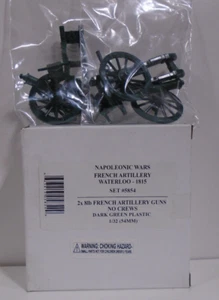 NAPOLEONIC WARS
FRENCH ARTILLERY
WATERLOO - 1815
SET #5854
2x 8lb FRENCH ARTILLERY GUNS
NO CREWS
DARK GREEN PLASTIC
1/32 (54MM)
WARNING: CHOKING HAZARD-